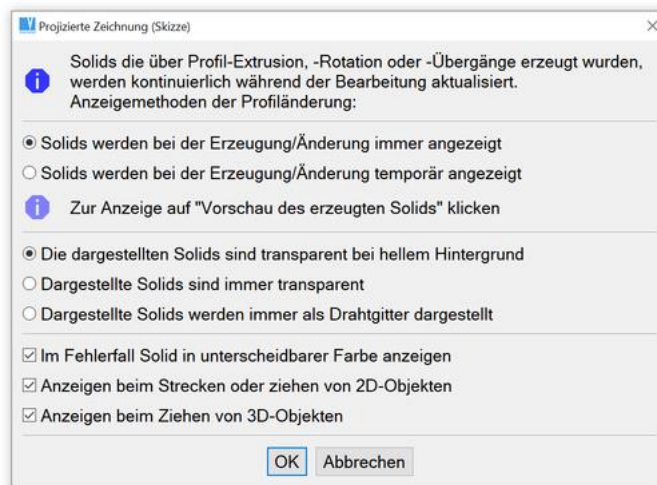 Projizierte Zeichnung (Skizze)
Solids die über Profil-Extrusion, -Rotation oder -Übergänge erzeugt wurden,
werden kontinuierlich während der Bearbeitung aktualisiert.
Anzeigemethoden der Profiländerung:
Solids werden bei der Erzeugung/Änderung immer angezeigt
Solids werden bei der Erzeugung/Änderung temporär angezeigt
Zur Anzeige auf "Vorschau des erzeugten Solids" klicken
Die dargestellten Solids sind transparent bei hellem Hintergrund
Dargestellte Solids sind immer transparent
Dargestellte Solids werden immer als Drahtgitter dargestellt
Im Fehlerfall Solid in unterscheidbarer Farbe anzeigen
Anzeigen beim Strecken oder ziehen von 2D-Objekten
Anzeigen beim Ziehen von 3D-Objekten
OK Abbrechen